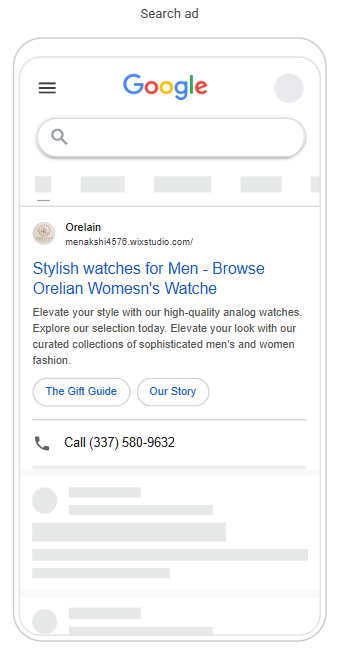 Search ad
Google
Orelain
menakshi4576.wixstudio.com/
Stylish watches for Men - Browse
Orelian Womesn's Watche
Elevate your style with our high-quality analog watches.
Explore our selection today. Elevate your look with our
curated collections of sophisticated men's and women
fashion.
The Gift Guide
Our Story
Call (337) 580-9632